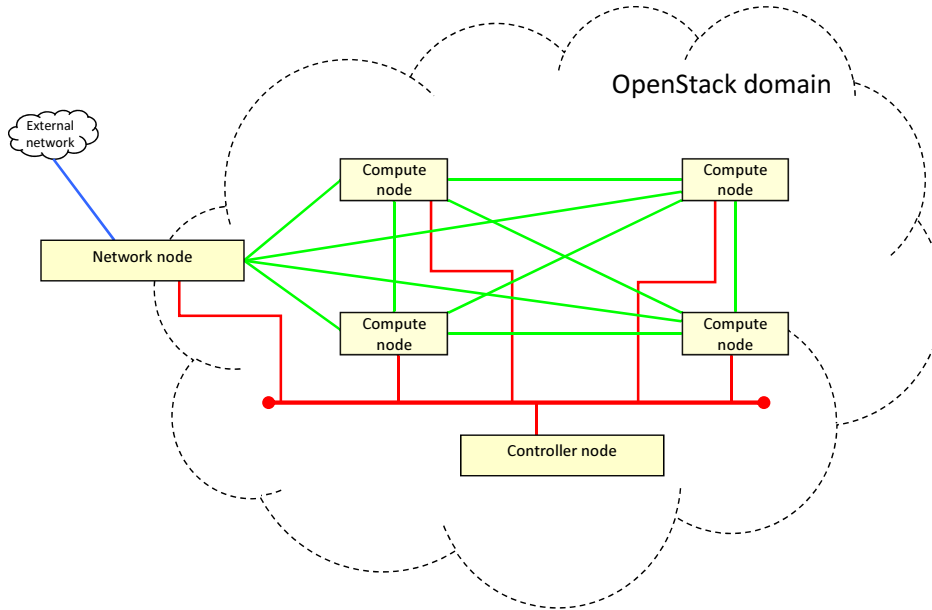 OpenStack domain
External
network
Compute
node
Compute
node
Network node
Compute
node
Compute
node
Controller node